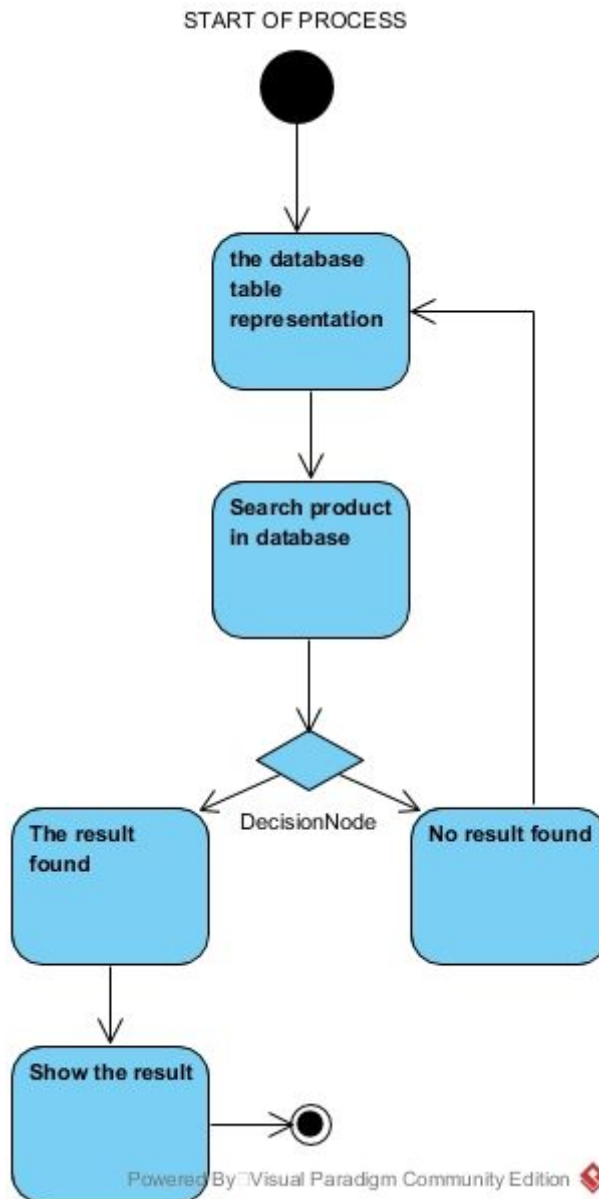 START OF PROCESS
the database
table
representation
Search product
in database
DecisionNode
The result
found
No result found
Show the result
Powered By Visual Paradigm Community Edition